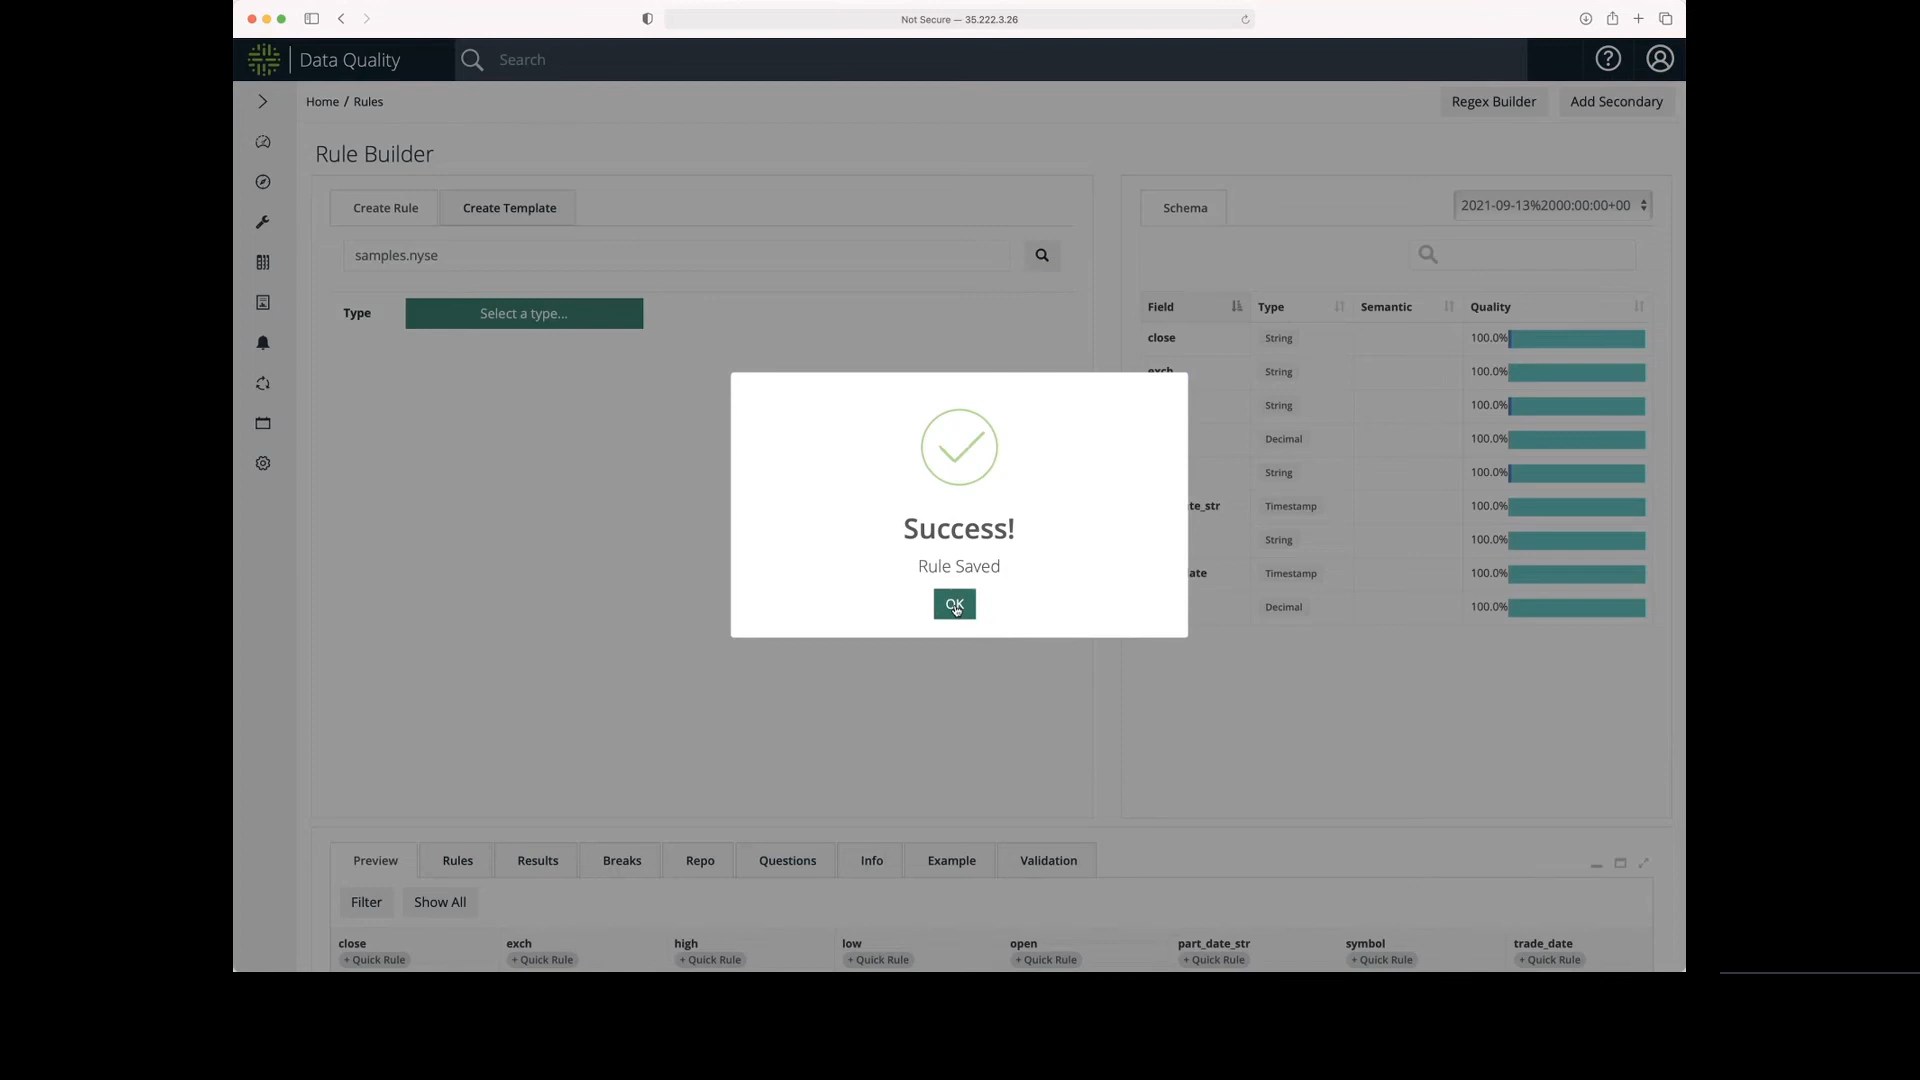 Not Secure — 35.222.3.26
Data Quality
Search
Home / Rules
Regex Builder
Add Secondary
Rule Builder
Create Rule
Create Template
samples.nyse
Type
Select a type...
Schema
2021-09-13%2000:00:00+00
Field
Type
Semantic
Quality
close
String
100.0%
exch
String
100.0%
String
100.0%
Decimal
100.0%
String
100.0%
te_str
Timestamp
100.0%
String
100.0%
ate
Timestamp
100.0%
Decimal
100.0%
Success!
Rule Saved
OK
Preview
Rules
Results
Breaks
Repo
Questions
Info
Example
Validation
Filter
Show All
close
exch
high
low
open
part_date_str
symbol
trade_date
+ Quick Rule
+ Quick Rule
+ Quick Rule
+ Quick Rule
+ Quick Rule
+ Quick Rule
+ Quick Rule
+ Quick Rule